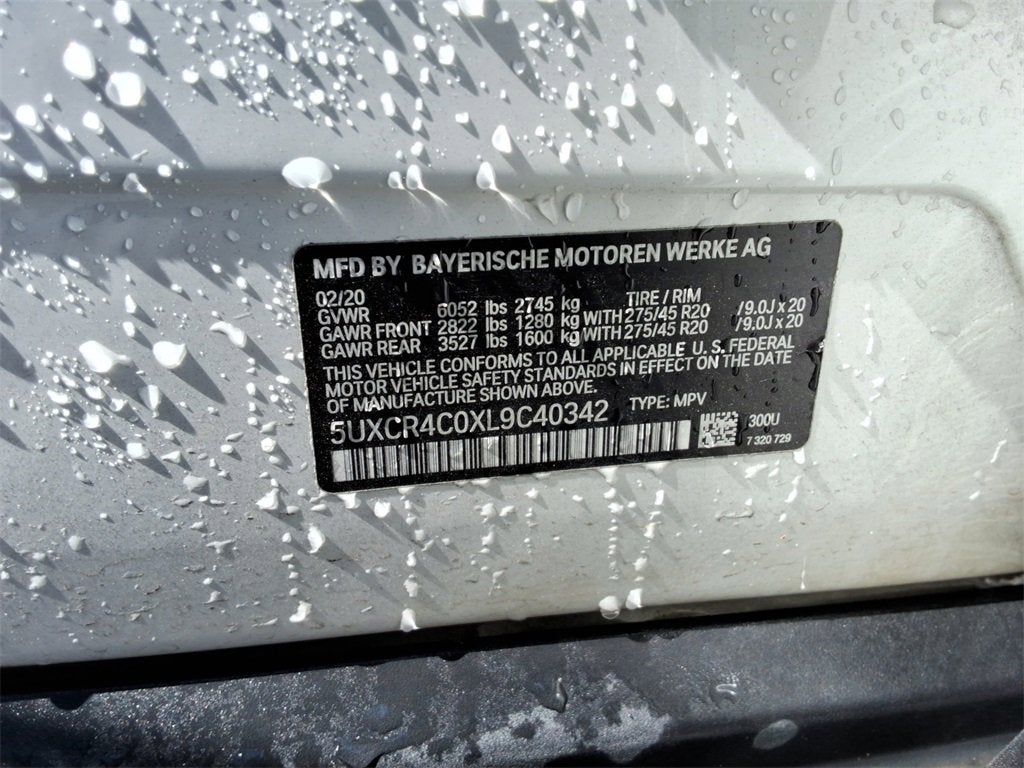 MFD BY BAYERISCHE MOTOREN WERKE AG
02/20 TIRE / RIM
GVWR 6052 lbs 2745 kg
GAWR FRONT 2822 lbs 1280 kg WITH 275/45 R20 /9.0J x 20
GAWR REAR 3527 lbs 1600 kg WITH 275/45 R20 /9.0J x 20
THIS VEHICLE CONFORMS TO ALL APPLICABLE U. S. FEDERAL
MOTOR VEHICLE SAFETY STANDARDS IN EFFECT ON THE DATE
OF MANUFACTURE SHOWN ABOVE.
5UXCR4C0XL9C40342 TYPE: MPV
300U
7 320 729